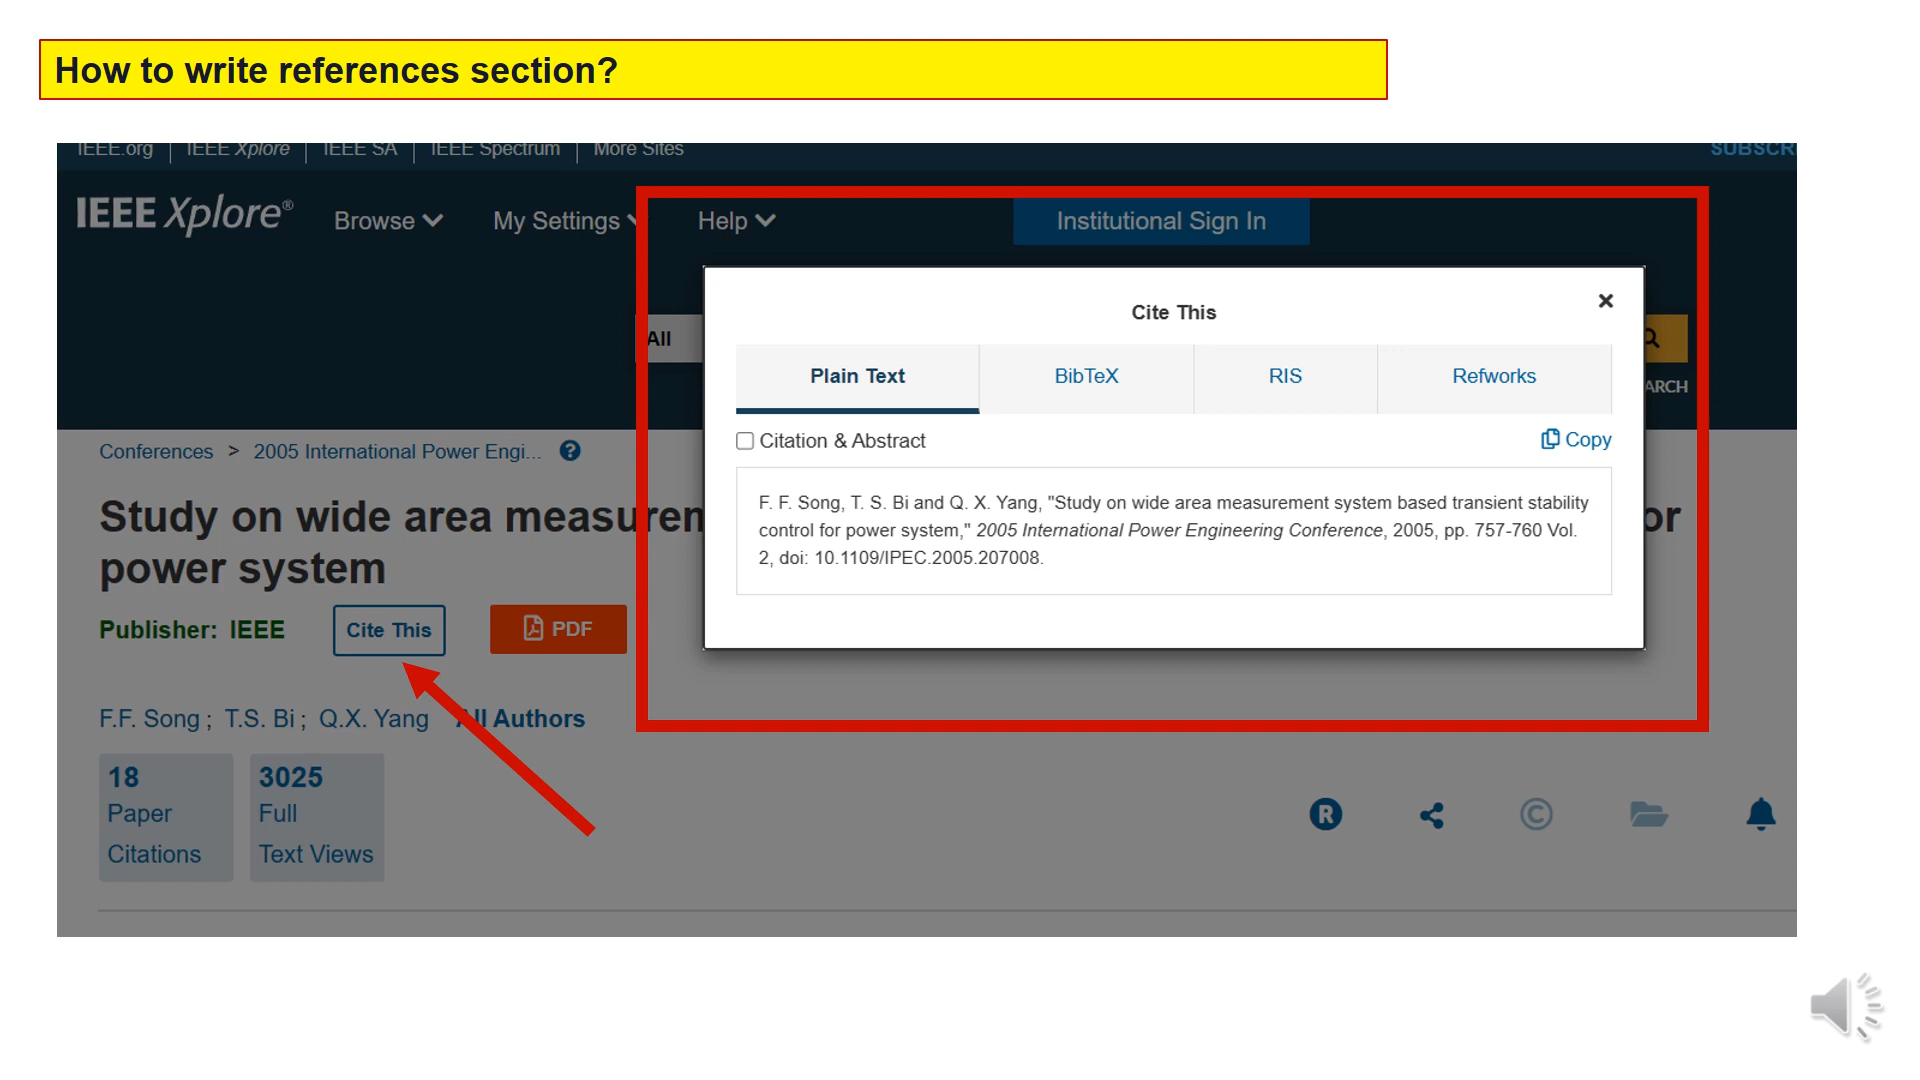 How to write references section?
IEEE.org IEEE Xplore IEEE SA IEEE Spectrum More Sites
IEEE Xplore® Browse My Settings Help Institutional Sign In
Cite This
All
Plain Text BibTeX RIS Refworks
Citation & Abstract Copy
Conferences > 2005 International Power Engi...
F. F. Song, T. S. Bi and Q. X. Yang, "Study on wide area measurement system based transient stability
control for power system," 2005 International Power Engineering Conference, 2005, pp. 757-760 Vol.
2, doi: 10.1109/IPEC.2005.207008.
Study on wide area
power system
Publisher: IEEE Cite This PDF
F.F. Song ; T.S. Bi ; Q.X. Yang All Authors
18
Paper
Citations
3025
Full
Text Views